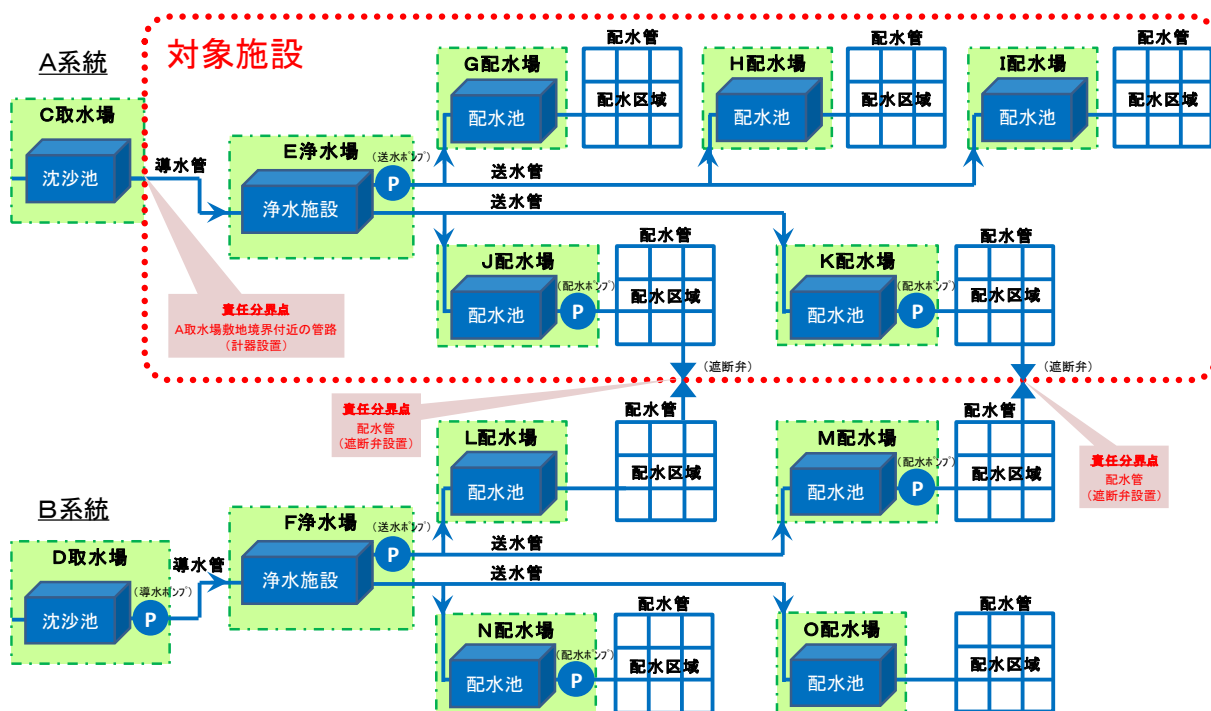 対象施設
A系統
C取水場
沈沙池
導水管
E浄水場
(送水ポンプ)
P
浄水施設
送水管
送水管
G配水場
配水池
配水管
配水区域
H配水場
配水池
配水管
配水区域
I配水場
配水池
配水管
配水区域
J配水場
(配水ポンプ)
配水池
P
配水管
配水区域
K配水場
(配水ポンプ)
配水池
P
配水管
配水区域
責任分界点
A取水場敷地境界付近の管路
(計器設置)
(遮断弁)
(遮断弁)
責任分界点
配水管
(遮断弁設置)
責任分界点
配水管
(遮断弁設置)
B系統
D取水場
(導水ポンプ)
沈沙池
P
導水管
F浄水場
(送水ポンプ)
P
浄水施設
送水管
送水管
L配水場
配水池
配水管
配水区域
M配水場
(配水ポンプ)
配水池
P
配水管
配水区域
N配水場
(配水ポンプ)
配水池
P
配水管
配水区域
O配水場
配水池
配水管
配水区域